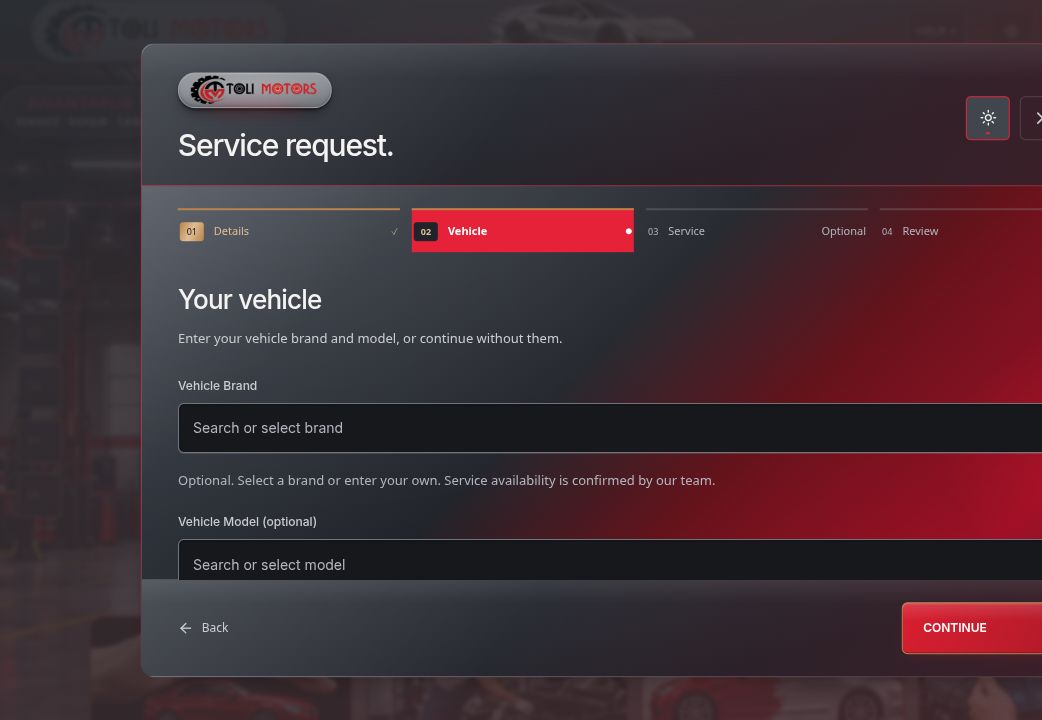 TOLI MOTORS
Service request.
01 Details ✓
02 Vehicle
03 Service Optional
04 Review
Your vehicle
Enter your vehicle brand and model, or continue without them.
Vehicle Brand
Search or select brand
Optional. Select a brand or enter your own. Service availability is confirmed by our team.
Vehicle Model (optional)
Search or select model
Back
CONTINUE